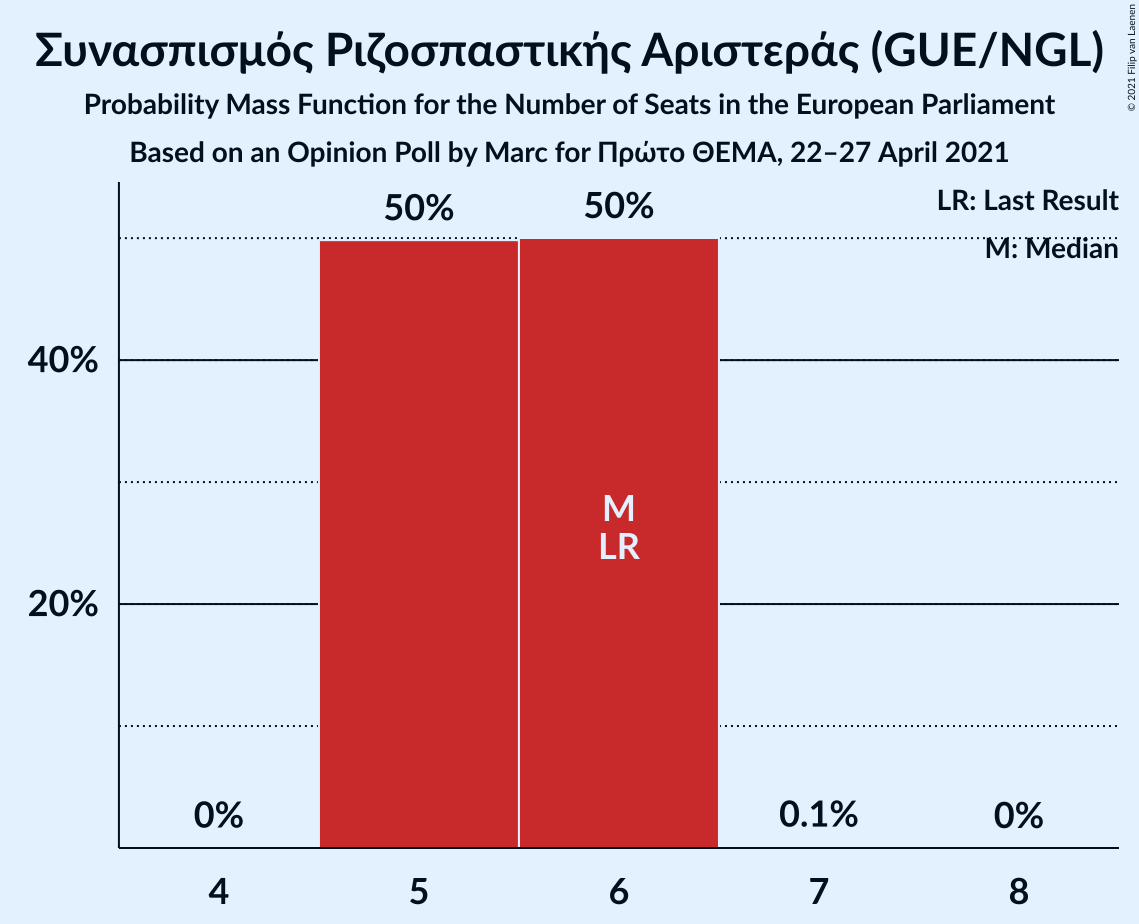 Συνασπισμός Ριζοσπαστικής Αριστεράς (GUE/NGL)
Probability Mass Function for the Number of Seats in the European Parliament
Based on an Opinion Poll by Marc for Πρώτο ΘΕΜΑ, 22–27 April 2021
© 2021 Filip van Laenen
LR: Last Result
M: Median
50%
50%
40%
M
LR
20%
0%
0.1%
0%
4
5
6
7
8